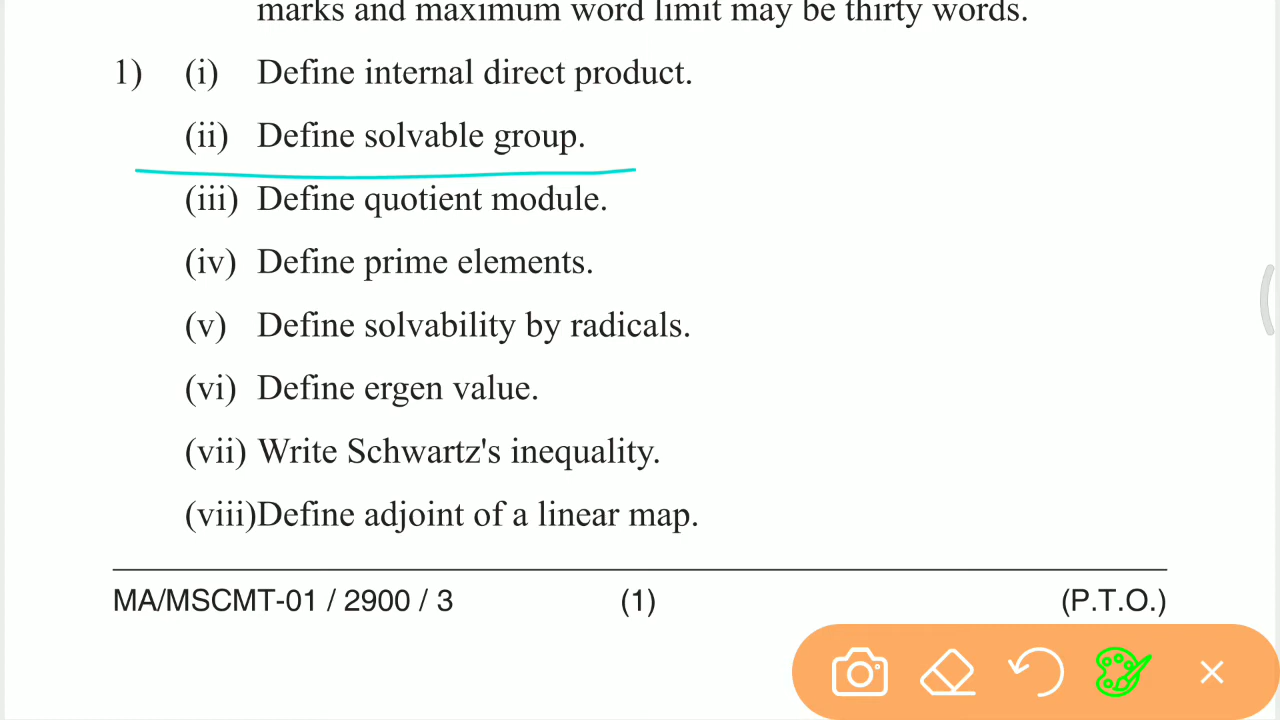 marks and maximum word limit may be thirty words.
1) (i) Define internal direct product.
(ii) Define solvable group.
(iii) Define quotient module.
(iv) Define prime elements.
(v) Define solvability by radicals.
(vi) Define ergen value.
(vii) Write Schwartz's inequality.
(viii)Define adjoint of a linear map.
MA/MSCMT-01 / 2900 / 3 (1) (P.T.O.)